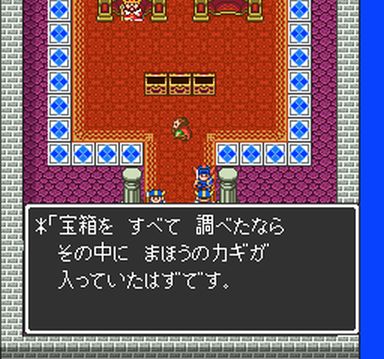 *「宝箱を すべて 調べたなら
その中に まほうのカギが
入っていたはずです。